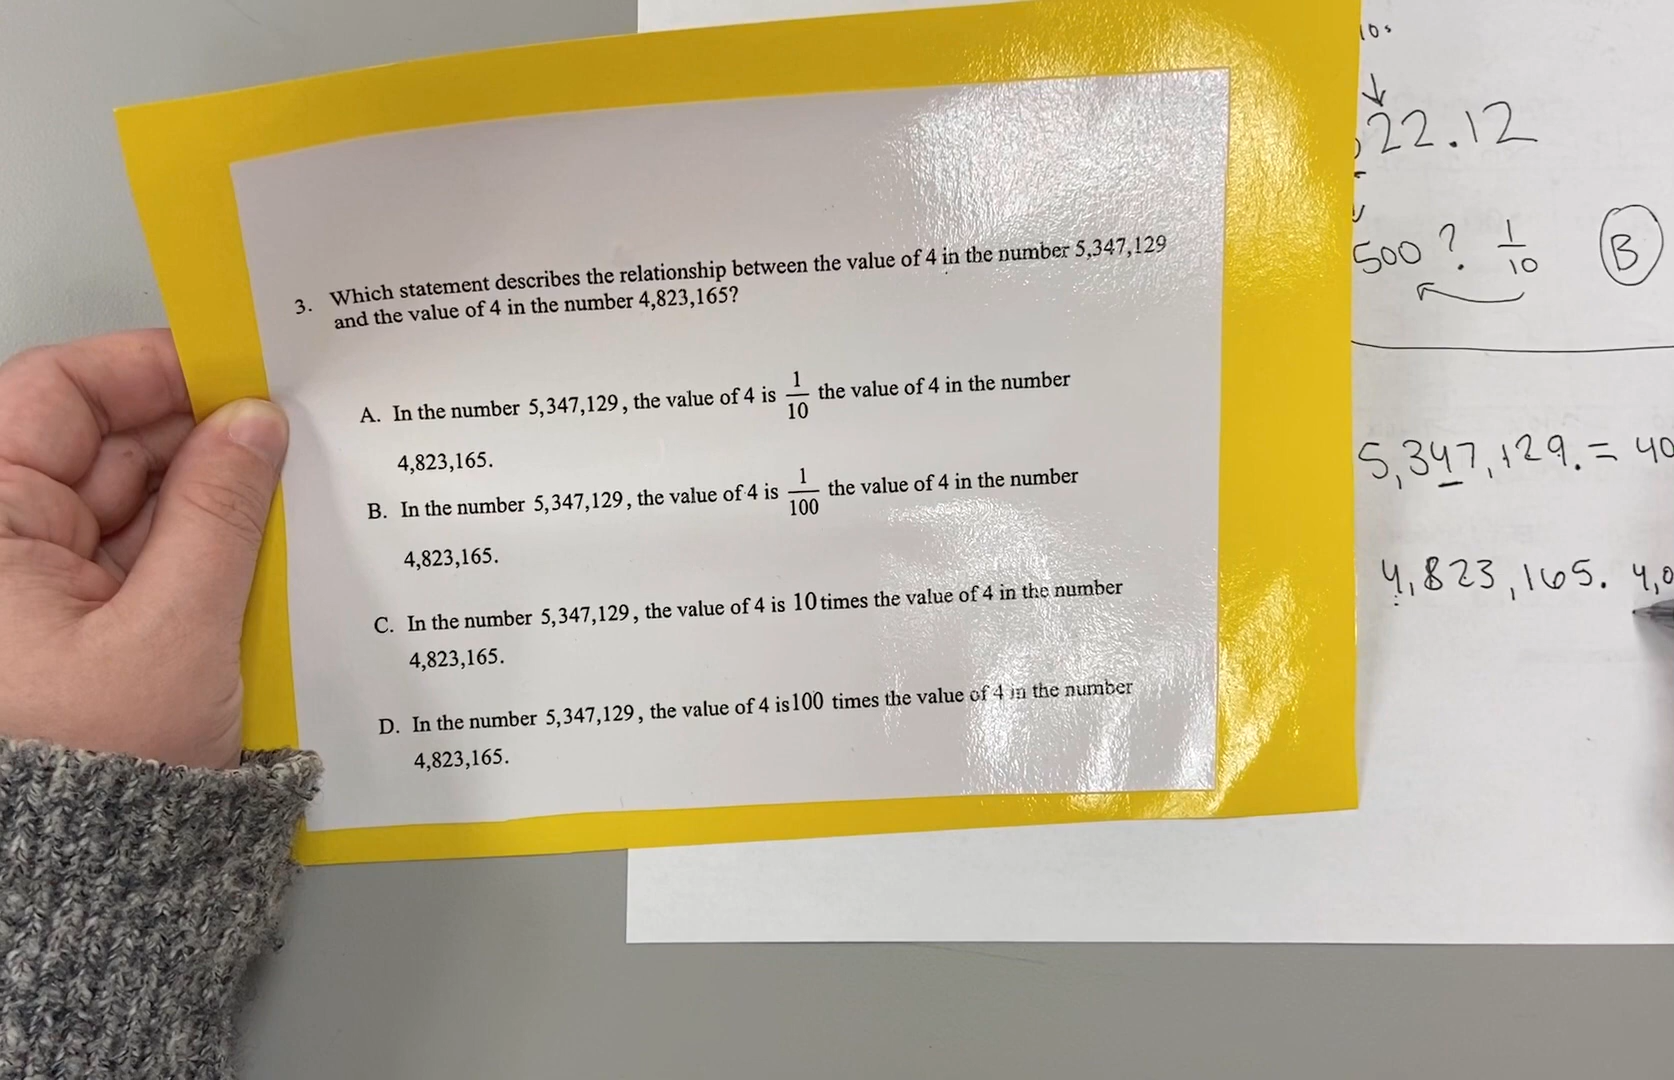 3. Which statement describes the relationship between the value of 4 in the number 5,347,129
and the value of 4 in the number 4,823,165?
A. In the number 5,347,129, the value of 4 is 1/10 the value of 4 in the number
4,823,165.
B. In the number 5,347,129, the value of 4 is 1/100 the value of 4 in the number
4,823,165.
C. In the number 5,347,129, the value of 4 is 10 times the value of 4 in the number
4,823,165.
D. In the number 5,347,129, the value of 4 is 100 times the value of 4 in the number
4,823,165.
10s
22.12
500? 1/10 B
5,347,129. = 40
4,823,165. 4,0